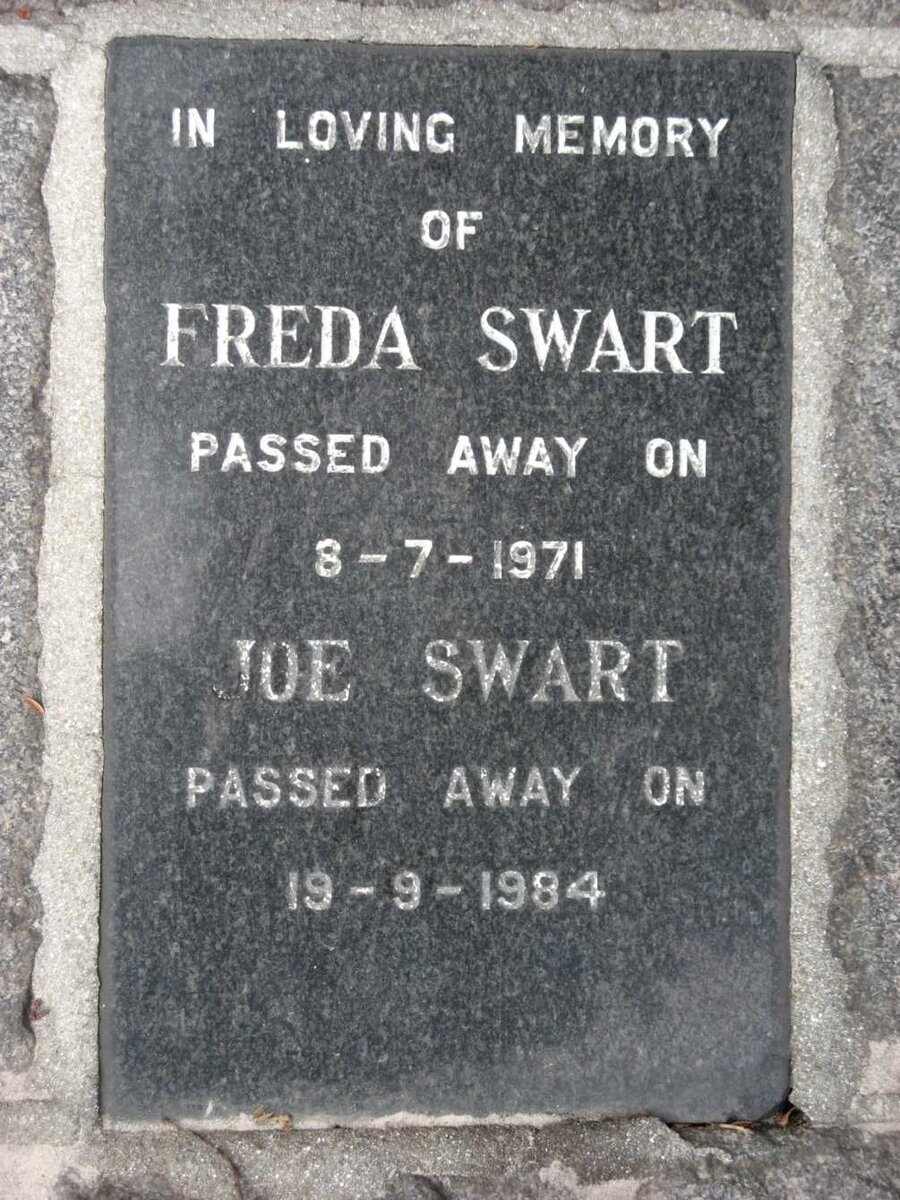 IN LOVING MEMORY
OF
FREDA SWART
PASSED AWAY ON
8-7-1971
JOE SWART
PASSED AWAY ON
19-9-1984